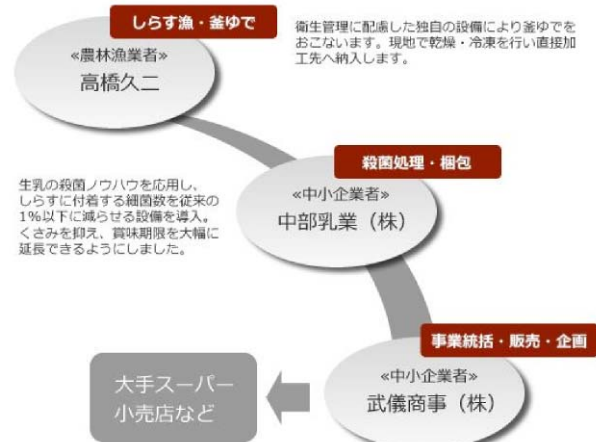 しらす漁・釜ゆで
≪農林漁業者≫
高橋久二
衛生管理に配慮した独自の設備により釜ゆでを
おこないます。現地で乾燥・冷凍を行い直接加
工先へ納入します。
殺菌処理・梱包
≪中小企業者≫
中部乳業（株）
生乳の殺菌ノウハウを応用し、
しらすに付着する細菌数を従来の
1％以下に減らせる設備を導入。
くさみを抑え、賞味期限を大幅に
延長できるようにしました。
事業統括・販売・企画
≪中小企業者≫
武儀商事（株）
大手スーパー
小売店など